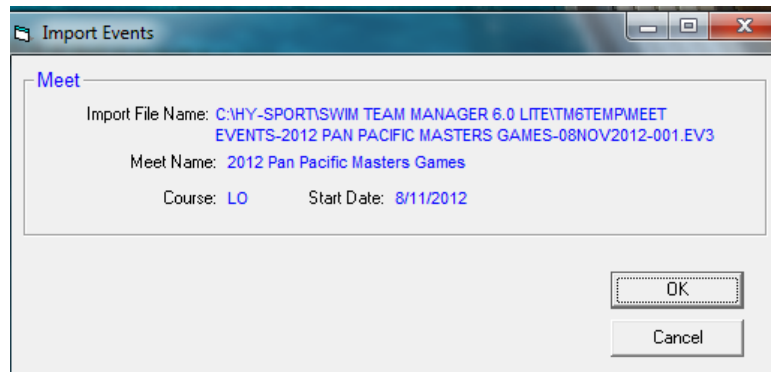 Import Events
Meet
Import File Name: C:\HY-SPORT\SWIM TEAM MANAGER 6.0 LITE\TM6TEMP\MEET
EVENTS-2012 PAN PACIFIC MASTERS GAMES-08NOV2012-001.EV3
Meet Name: 2012 Pan Pacific Masters Games
Course: LO Start Date: 8/11/2012
OK
Cancel